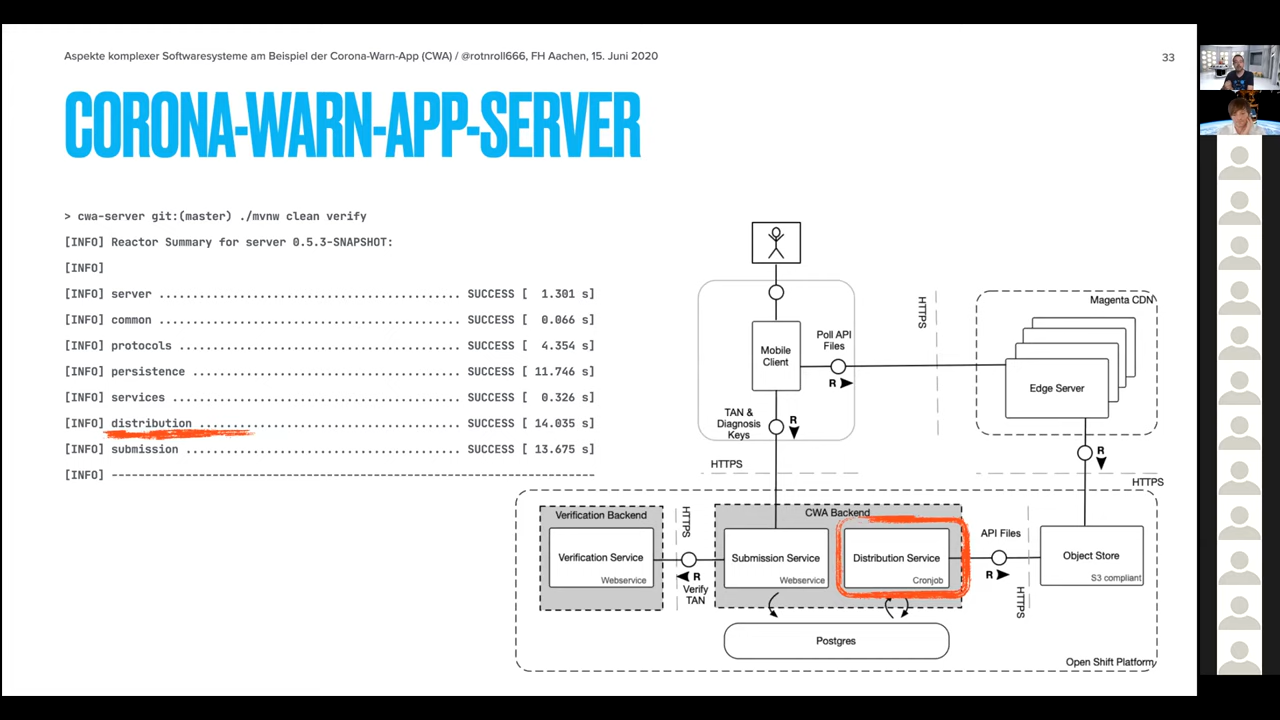 Aspekte komplexer Softwaresysteme am Beispiel der Corona-Warn-App (CWA) / @rotnroll666, FH Aachen, 15. Juni 2020
33
CORONA-WARN-APP-SERVER
> cwa-server git:(master) ./mvnw clean verify
[INFO] Reactor Summary for server 0.5.3-SNAPSHOT:
[INFO]
[INFO] server ............................................. SUCCESS [  1.301 s]
[INFO] common ............................................. SUCCESS [  0.066 s]
[INFO] protocols .......................................... SUCCESS [  4.354 s]
[INFO] persistence ........................................ SUCCESS [ 11.746 s]
[INFO] services ........................................... SUCCESS [  0.326 s]
[INFO] distribution ....................................... SUCCESS [ 14.035 s]
[INFO] submission ......................................... SUCCESS [ 13.675 s]
[INFO] ------------------------------------------------------------------------
Mobile
Client
Poll API
Files
R
HTTPS
Magenta CDN
Edge Server
TAN &
Diagnosis
Keys
R
HTTPS
R
HTTPS
Verification Backend
Verification Service
Webservice
HTTPS
R
Verify
TAN
CWA Backend
Submission Service
Webservice
Distribution Service
Cronjob
API Files
R
HTTPS
Object Store
S3 compliant
Postgres
Open Shift Platform